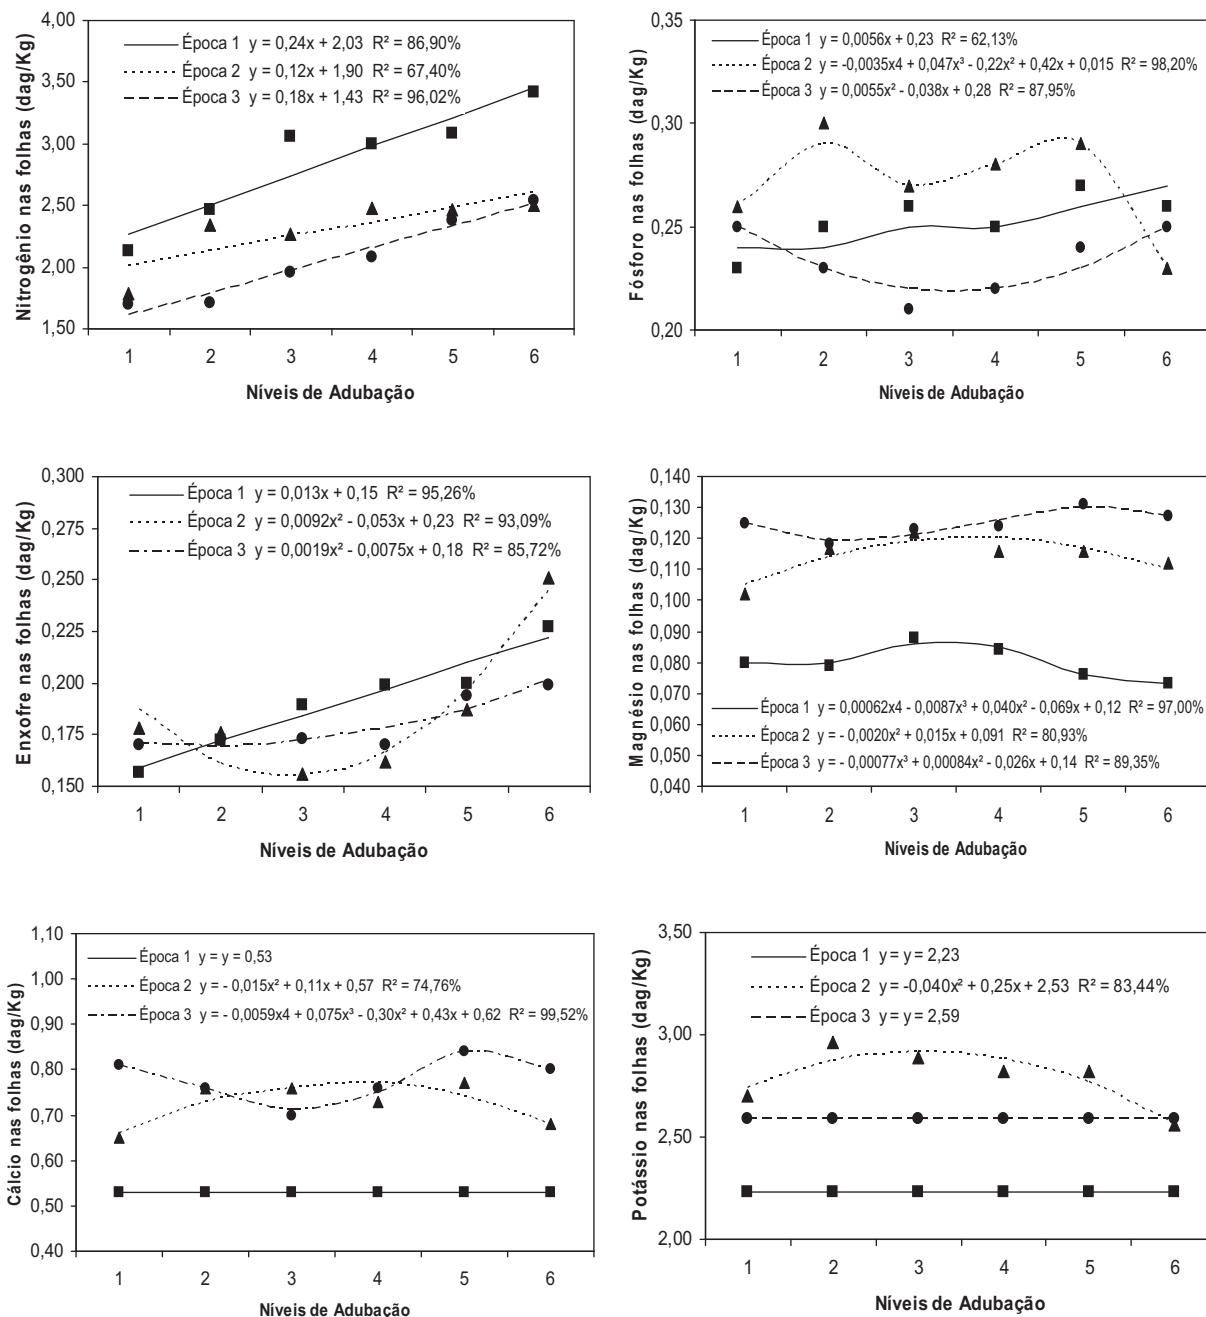 Nitrogênio nas folhas (dag/Kg)
4,00
3,50
3,00
2,50
2,00
1,50
Época 1 y = 0,24x + 2,03 R² = 86,90%
Época 2 y = 0,12x + 1,90 R² = 67,40%
Época 3 y = 0,18x + 1,43 R² = 96,02%
1 2 3 4 5 6
Níveis de Adubação
Fósforo nas folhas (dag/Kg)
0,35
0,30
0,25
0,20
Época 1 y = 0,0056x + 0,23 R² = 62,13%
Época 2 y = -0,0035x4 + 0,047x³ - 0,22x² + 0,42x + 0,015 R² = 98,20%
Época 3 y = 0,0055x² - 0,038x + 0,28 R² = 87,95%
1 2 3 4 5 6
Níveis de Adubação
Enxofre nas folhas (dag/Kg)
0,300
0,275
0,250
0,225
0,200
0,175
0,150
Época 1 y = 0,013x + 0,15 R² = 95,26%
Época 2 y = 0,0092x² - 0,053x + 0,23 R² = 93,09%
Época 3 y = 0,0019x² - 0,0075x + 0,18 R² = 85,72%
1 2 3 4 5 6
Níveis de Adubação
Magnésio nas folhas (dag/Kg)
0,140
0,130
0,120
0,110
0,100
0,090
0,080
0,070
0,060
0,050
0,040
Época 1 y = 0,00062x4 - 0,0087x³ + 0,040x² - 0,069x + 0,12 R² = 97,00%
Época 2 y = - 0,0020x² + 0,015x + 0,091 R² = 80,93%
Época 3 y = - 0,00077x³ + 0,00084x² - 0,026x + 0,14 R² = 89,35%
1 2 3 4 5 6
Níveis de Adubação
Cálcio nas folhas (dag/Kg)
1,10
1,00
0,90
0,80
0,70
0,60
0,50
0,40
Época 1 y = y = 0,53
Época 2 y = - 0,015x² + 0,11x + 0,57 R² = 74,76%
Época 3 y = - 0,0059x4 + 0,075x³ - 0,30x² + 0,43x + 0,62 R² = 99,52%
1 2 3 4 5 6
Níveis de Adubação
Potássio nas folhas (dag/Kg)
3,50
3,00
2,50
2,00
Época 1 y = y = 2,23
Época 2 y = -0,040x² + 0,25x + 2,53 R² = 83,44%
Época 3 y = y = 2,59
1 2 3 4 5 6
Níveis de Adubação